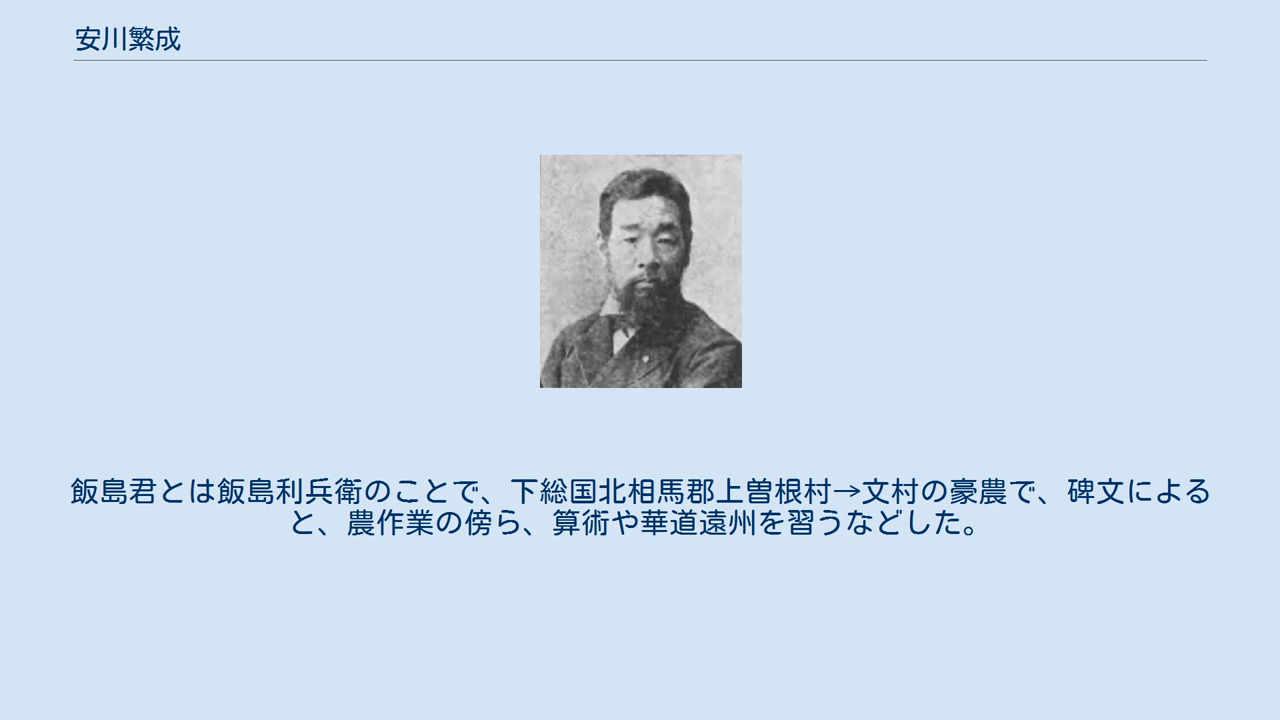 安川繁成
飯島君とは飯島利兵衛のことで、下総国北相馬郡上曽根村→文村の豪農で、碑文による
と、農作業の傍ら、算術や華道遠州を習うなどした。